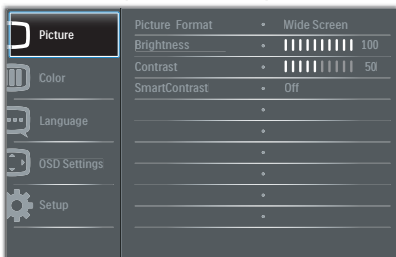 Picture
Color
Language
OSD Settings
Setup
Picture Format • Wide Screen
Brightness • 100
Contrast • 50
SmartContrast • Off